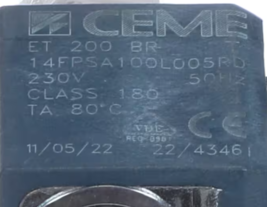 CEME
ET 200 BR T
14FPSA100L005PD
230V 50Hz
CLASS 180
TA 80°C
CE
11/05/22 22/4346